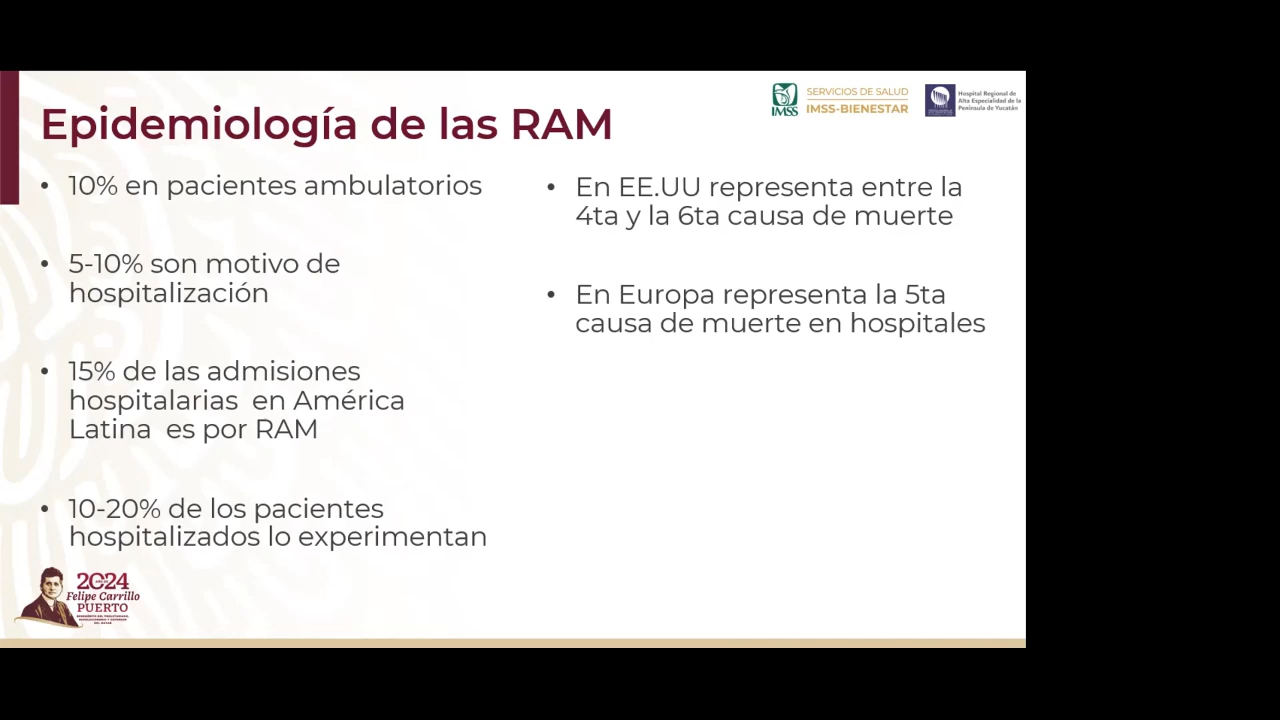 Epidemiología de las RAM
IMSS
SERVICIOS DE SALUD
IMSS-BIENESTAR
Hospital Regional de
Alta Especialidad de la
Península de Yucatán
• 10% en pacientes ambulatorios
• 5-10% son motivo de
hospitalización
• 15% de las admisiones
hospitalarias en América
Latina es por RAM
• 10-20% de los pacientes
hospitalizados lo experimentan
• En EE.UU representa entre la
4ta y la 6ta causa de muerte
• En Europa representa la 5ta
causa de muerte en hospitales
2024
Felipe Carrillo
PUERTO